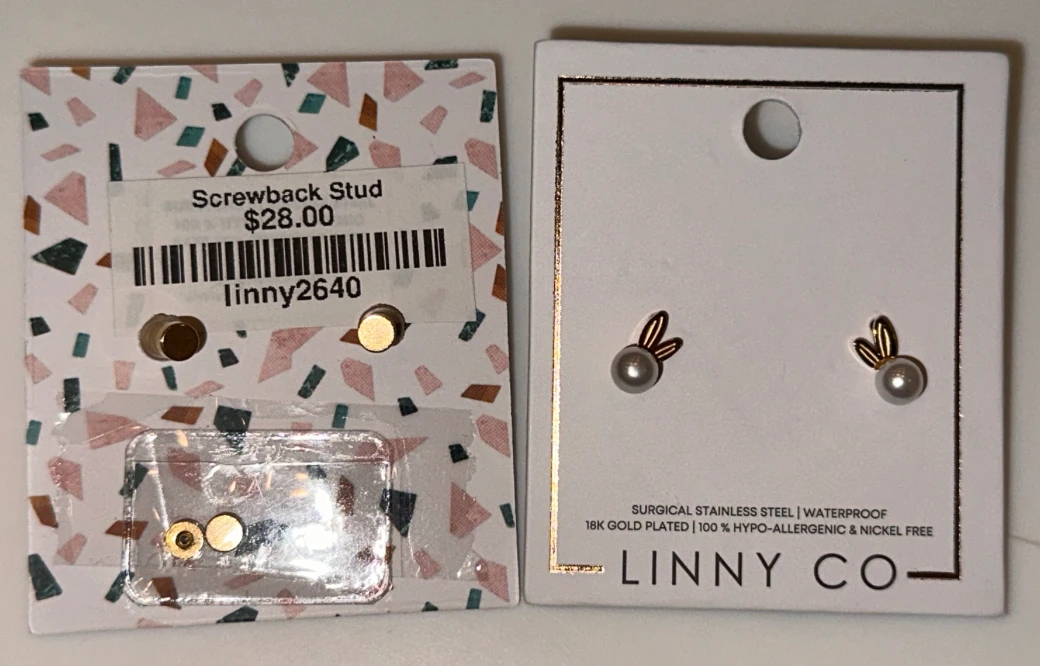 Screwback Stud
$28.00
linny2640
SURGICAL STAINLESS STEEL | WATERPROOF
18K GOLD PLATED | 100 % HYPO-ALLERGENIC & NICKEL FREE
LINNY CO